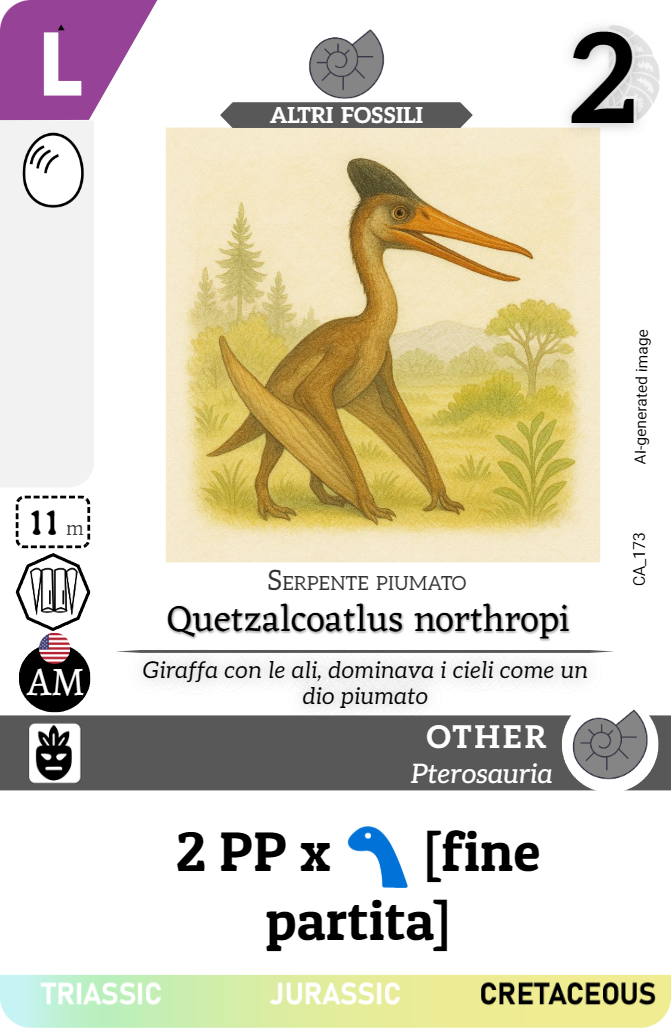 L
2
ALTRI FOSSILI
AI-generated image
11 m
CA_173
SERPENTE PIUMATO
Quetzalcoatlus northropi
AM
Giraffa con le ali, dominava i cieli come un
dio piumato
OTHER
Pterosauria
2 PP x [fine
partita]
TRIASSIC JURASSIC CRETACEOUS